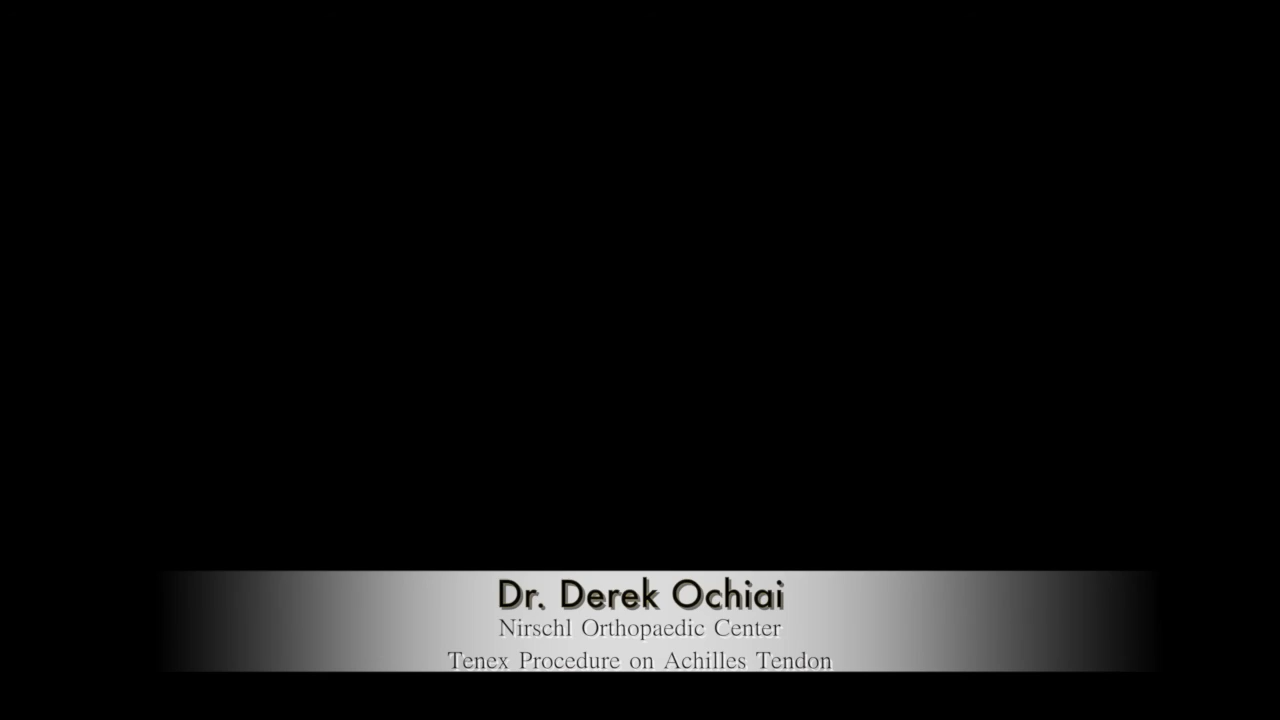 Dr. Derek Ochiai
Nirschl Orthopaedic Center
Tenex Procedure on Achilles Tendon